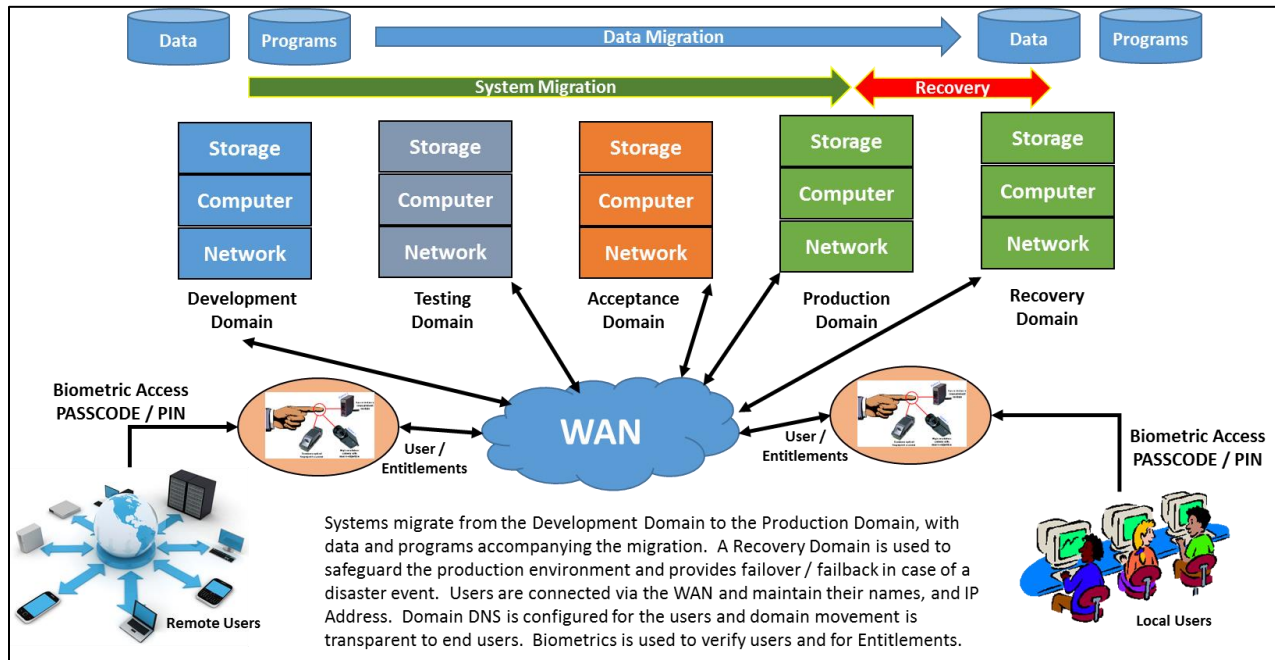 Data
Programs
Data Migration
Data
Programs
System Migration
Recovery
Storage
Computer
Network
Development
Domain
Storage
Computer
Network
Testing
Domain
Storage
Computer
Network
Acceptance
Domain
Storage
Computer
Network
Production
Domain
Storage
Computer
Network
Recovery
Domain
Biometric Access
PASSCODE / PIN
User /
Entitlements
WAN
User /
Entitlements
Biometric Access
PASSCODE / PIN
Remote Users
Local Users
Systems migrate from the Development Domain to the Production Domain, with
data and programs accompanying the migration.  A Recovery Domain is used to
safeguard the production environment and provides failover / failback in case of a
disaster event.  Users are connected via the WAN and maintain their names, and IP
Address.  Domain DNS is configured for the users and domain movement is
transparent to end users.  Biometrics is used to verify users and for Entitlements.